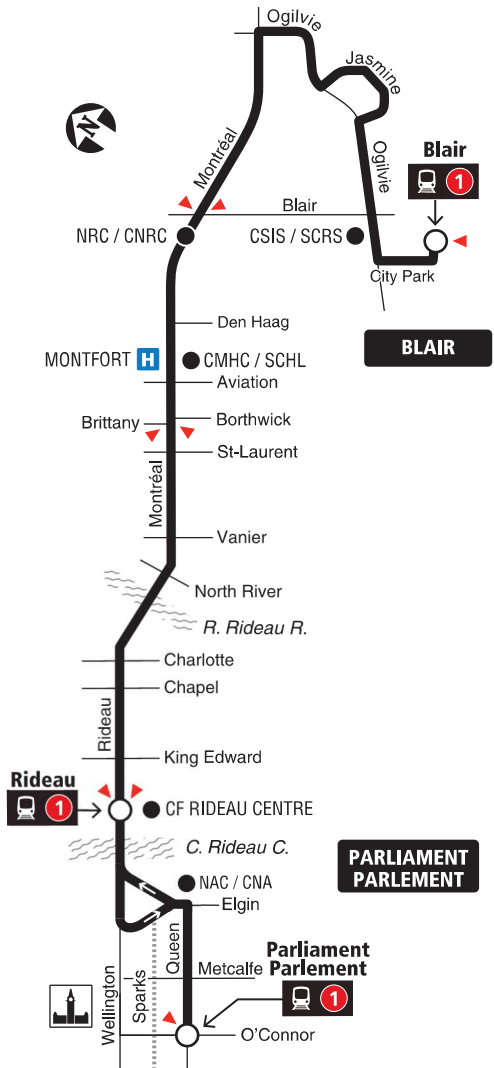 Ogilvie
Jasmine
N
Montréal
Ogilvie
Blair
1
Blair
NRC / CNRC
CSIS / SCRS
City Park
Den Haag
BLAIR
MONTFORT H
CMHC / SCHL
Aviation
Brittany
Borthwick
St-Laurent
Montréal
Vanier
North River
R. Rideau R.
Charlotte
Chapel
Rideau
King Edward
Rideau
1
CF RIDEAU CENTRE
C. Rideau C.
PARLIAMENT
PARLEMENT
NAC / CNA
Elgin
Queen
Parliament
Parlement
1
Metcalfe
Wellington
Sparks
O'Connor